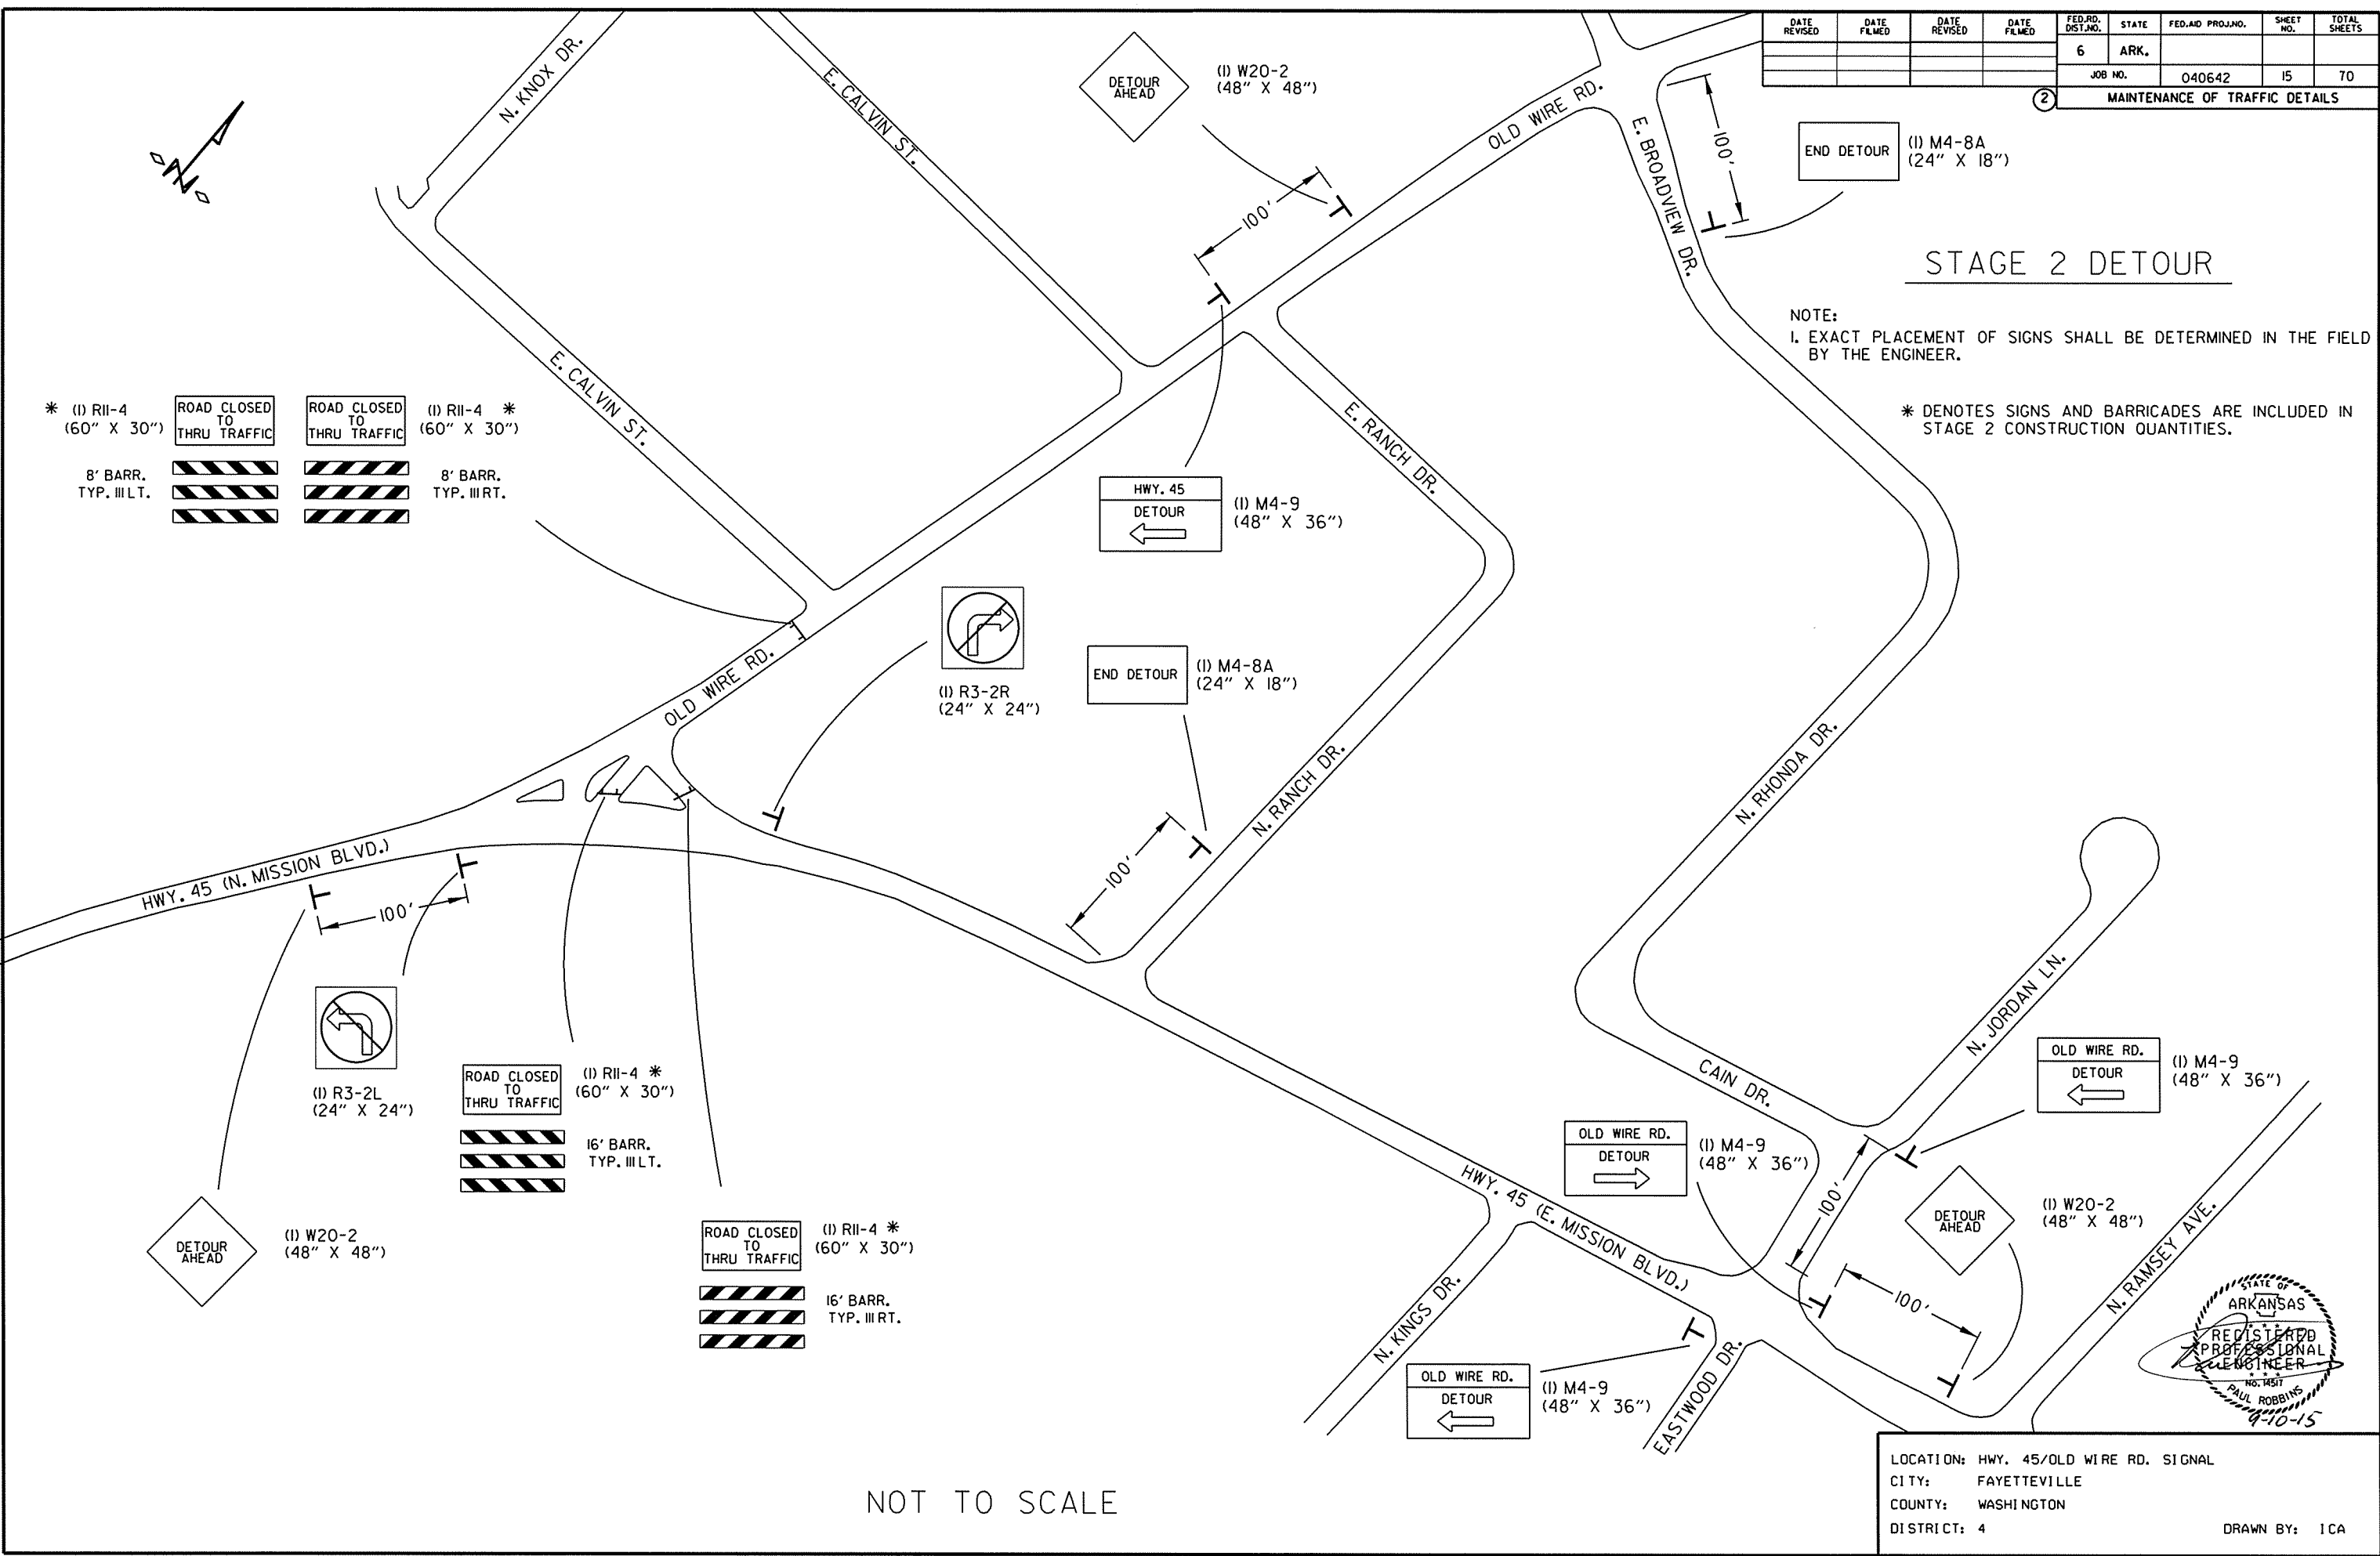 DATE REVISED
DATE FILMED
DATE REVISED
DATE FILMED
FED.RD. DIST.NO.
STATE
FED.AID PROJ.NO.
SHEET NO.
TOTAL SHEETS
6
ARK.
JOB NO.
040642
15
70
2
MAINTENANCE OF TRAFFIC DETAILS
N. KNOX DR.
E. CALVIN ST.
DETOUR
AHEAD
(1) W20-2
(48" X 48")
OLD WIRE RD.
E. BROADVIEW DR.
100'
END DETOUR
(1) M4-8A
(24" X 18")
100'
N
STAGE 2 DETOUR
NOTE:
1. EXACT PLACEMENT OF SIGNS SHALL BE DETERMINED IN THE FIELD
BY THE ENGINEER.
* DENOTES SIGNS AND BARRICADES ARE INCLUDED IN
STAGE 2 CONSTRUCTION QUANTITIES.
E. CALVIN ST.
* (1) R11-4
(60" X 30")
ROAD CLOSED
TO
THRU TRAFFIC
ROAD CLOSED
TO
THRU TRAFFIC
(1) R11-4 *
(60" X 30")
8' BARR.
TYP. III LT.
8' BARR.
TYP. III RT.
E. RANCH DR.
HWY. 45
DETOUR
(1) M4-9
(48" X 36")
OLD WIRE RD.
(1) R3-2R
(24" X 24")
END DETOUR
(1) M4-8A
(24" X 18")
N. RANCH DR.
100'
N. RHONDA DR.
HWY. 45 (N. MISSION BLVD.)
100'
(1) R3-2L
(24" X 24")
ROAD CLOSED
TO
THRU TRAFFIC
(1) R11-4 *
(60" X 30")
16' BARR.
TYP. III LT.
DETOUR
AHEAD
(1) W20-2
(48" X 48")
ROAD CLOSED
TO
THRU TRAFFIC
(1) R11-4 *
(60" X 30")
16' BARR.
TYP. III RT.
N. JORDAN LN.
CAIN DR.
OLD WIRE RD.
DETOUR
(1) M4-9
(48" X 36")
OLD WIRE RD.
DETOUR
(1) M4-9
(48" X 36")
100'
DETOUR
AHEAD
(1) W20-2
(48" X 48")
100'
HWY. 45 (E. MISSION BLVD.)
N. KINGS DR.
N. RAMSEY AVE.
EASTWOOD DR.
OLD WIRE RD.
DETOUR
(1) M4-9
(48" X 36")
STATE OF
ARKANSAS
REGISTERED
PROFESSIONAL
ENGINEER
No. 14517
PAUL ROBBINS
9-10-15
NOT TO SCALE
LOCATION: HWY. 45/OLD WIRE RD. SIGNAL
CITY: FAYETTEVILLE
COUNTY: WASHINGTON
DISTRICT: 4
DRAWN BY: ICA